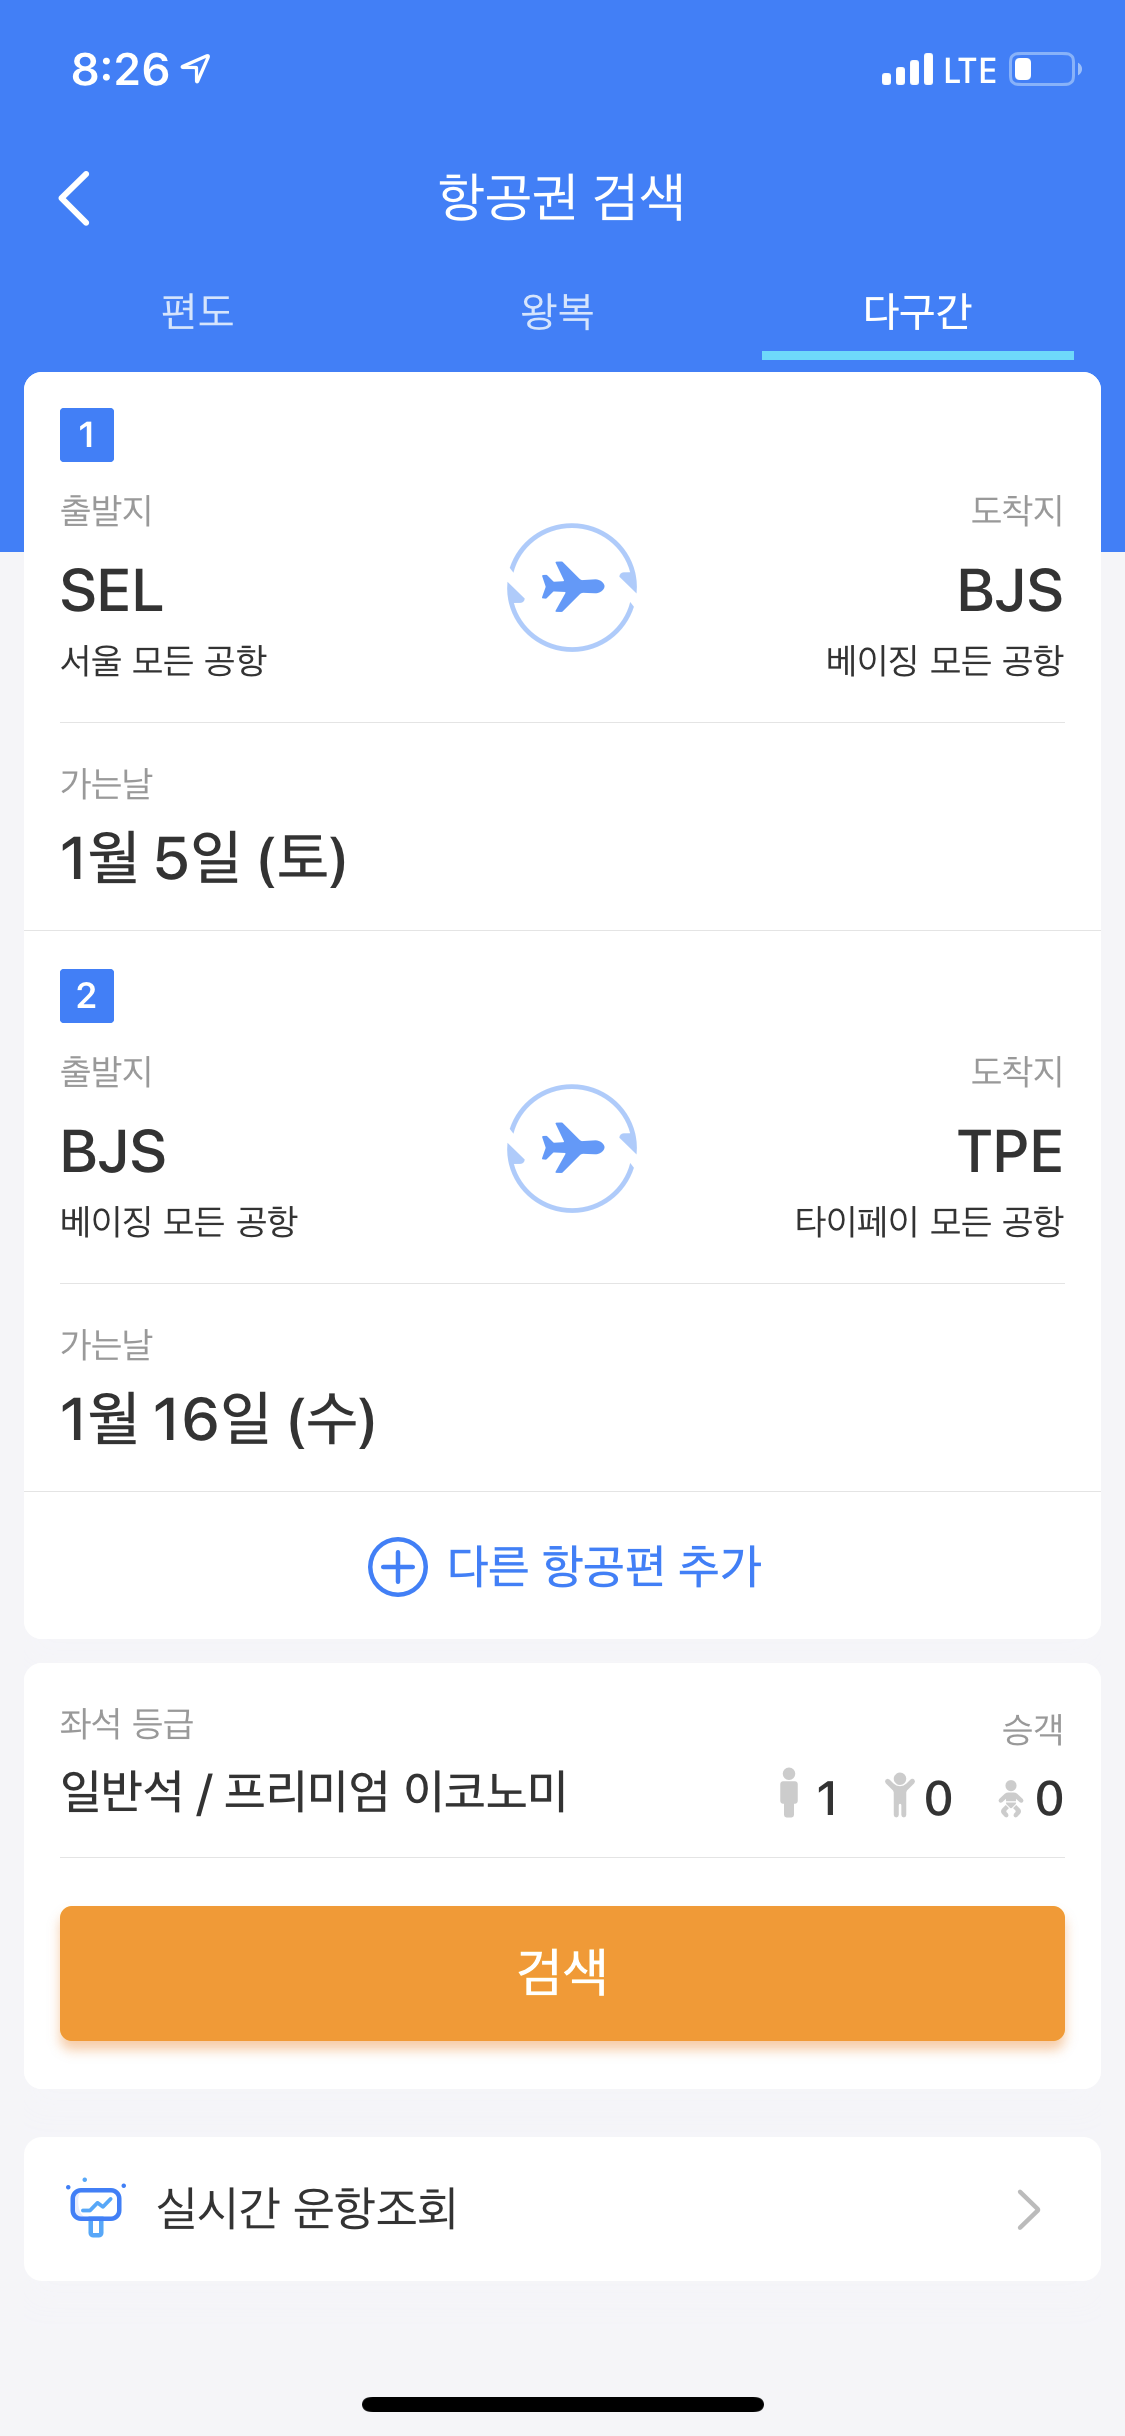 8:26 LTE
항공권 검색
편도 왕복 다구간
1
출발지 도착지
SEL BJS
서울 모든 공항 베이징 모든 공항
가는날
1월 5일 (토)
2
출발지 도착지
BJS TPE
베이징 모든 공항 타이페이 모든 공항
가는날
1월 16일 (수)
다른 항공편 추가
좌석 등급 승객
일반석 / 프리미엄 이코노미 1 0 0
검색
실시간 운항조회